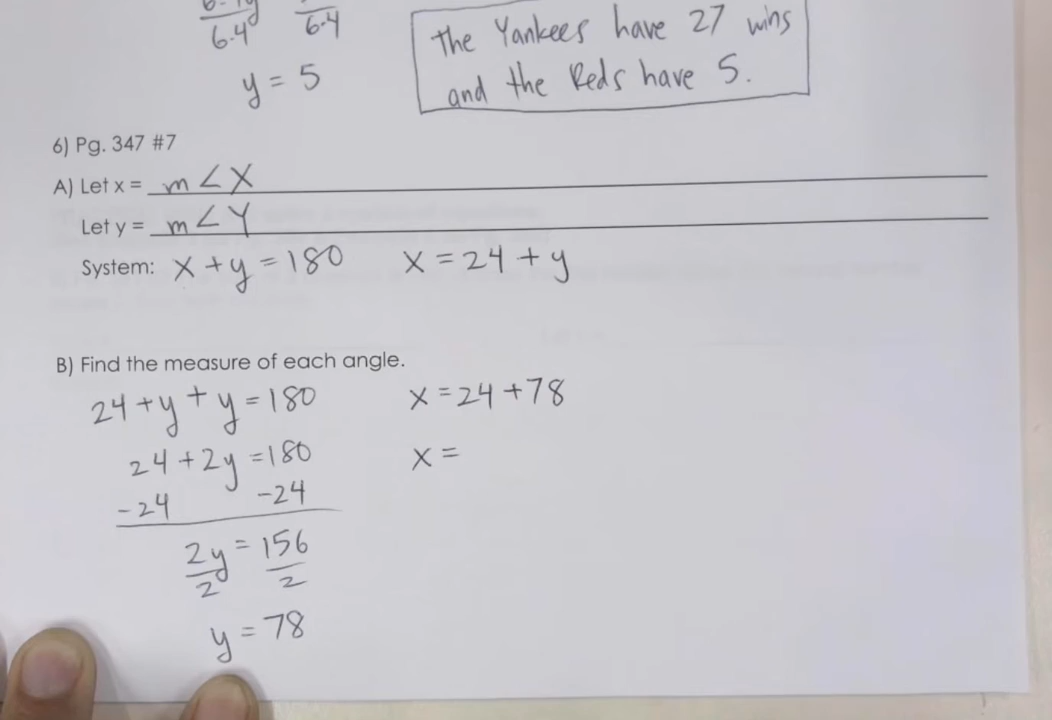 6.4 6.4
y = 5
The Yankees have 27 wins
and the Reds have 5.
6) Pg. 347 #7
A) Let x = m∠X
Let y = m∠Y
System: x + y = 180 x = 24 + y
B) Find the measure of each angle.
24 + y + y = 180 x = 24 + 78
24 + 2y = 180 x =
-24 -24
2y = 156
2 2
y = 78